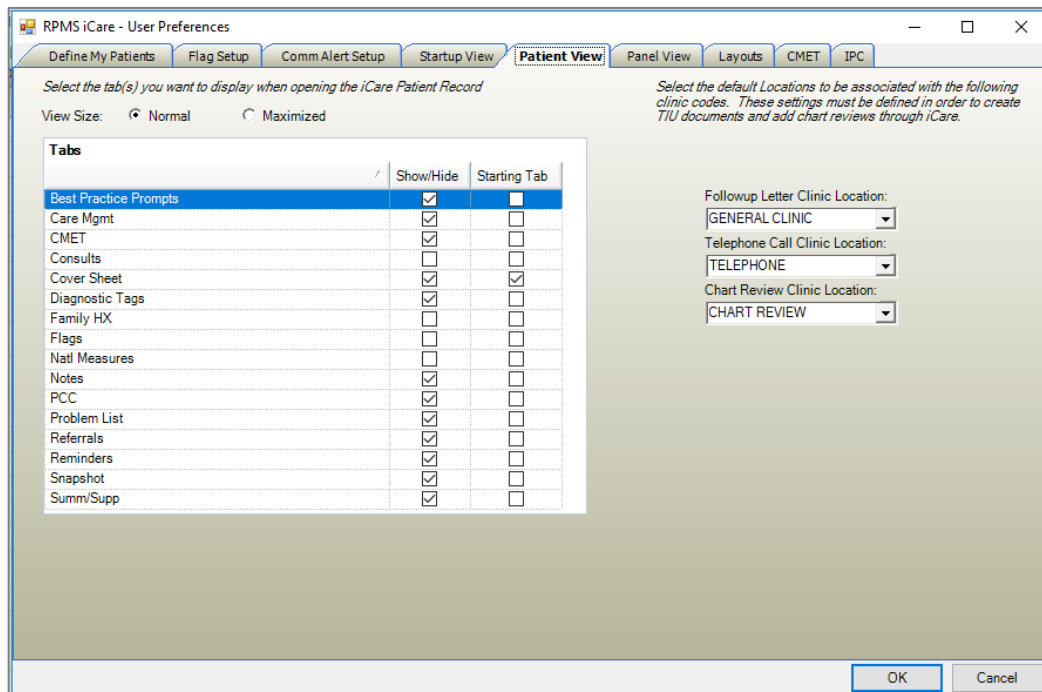 RPMS iCare - User Preferences
Define My Patients Flag Setup Comm Alert Setup Startup View Patient View Panel View Layouts CMET IPC
Select the tab(s) you want to display when opening the iCare Patient Record
View Size: Normal Maximized
Tabs
Show/Hide Starting Tab
Best Practice Prompts
Care Mgmt
CMET
Consults
Cover Sheet
Diagnostic Tags
Family HX
Flags
Natl Measures
Notes
PCC
Problem List
Referrals
Reminders
Snapshot
Summ/Supp
Select the default Locations to be associated with the following
clinic codes. These settings must be defined in order to create
TIU documents and add chart reviews through iCare.
Followup Letter Clinic Location:
GENERAL CLINIC
Telephone Call Clinic Location:
TELEPHONE
Chart Review Clinic Location:
CHART REVIEW
OK Cancel